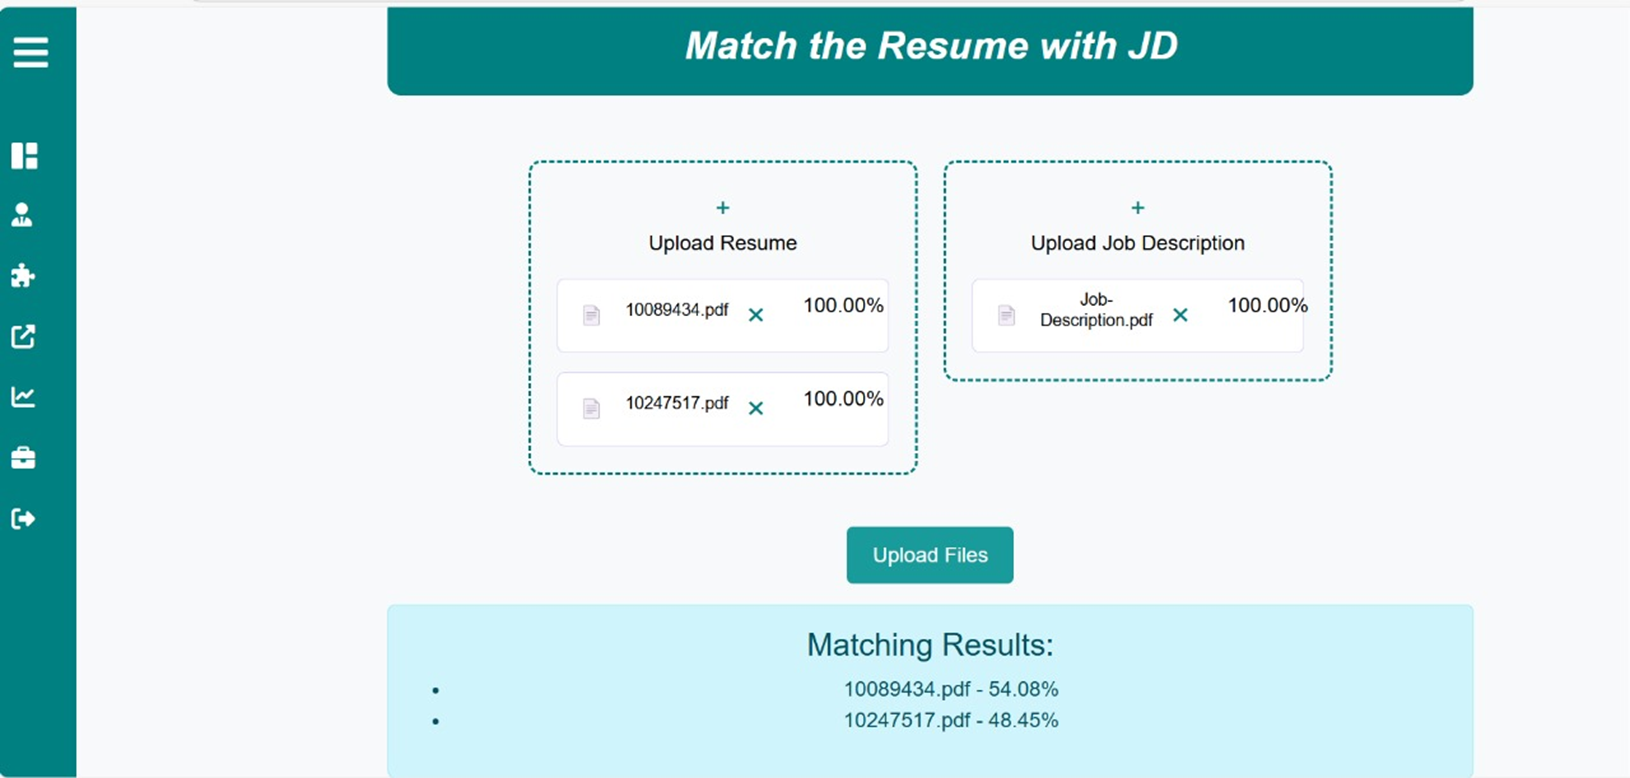 Match the Resume with JD
+
Upload Resume
10089434.pdf × 100.00%
10247517.pdf × 100.00%
+
Upload Job Description
Job-
Description.pdf × 100.00%
Upload Files
Matching Results:
• 10089434.pdf - 54.08%
• 10247517.pdf - 48.45%